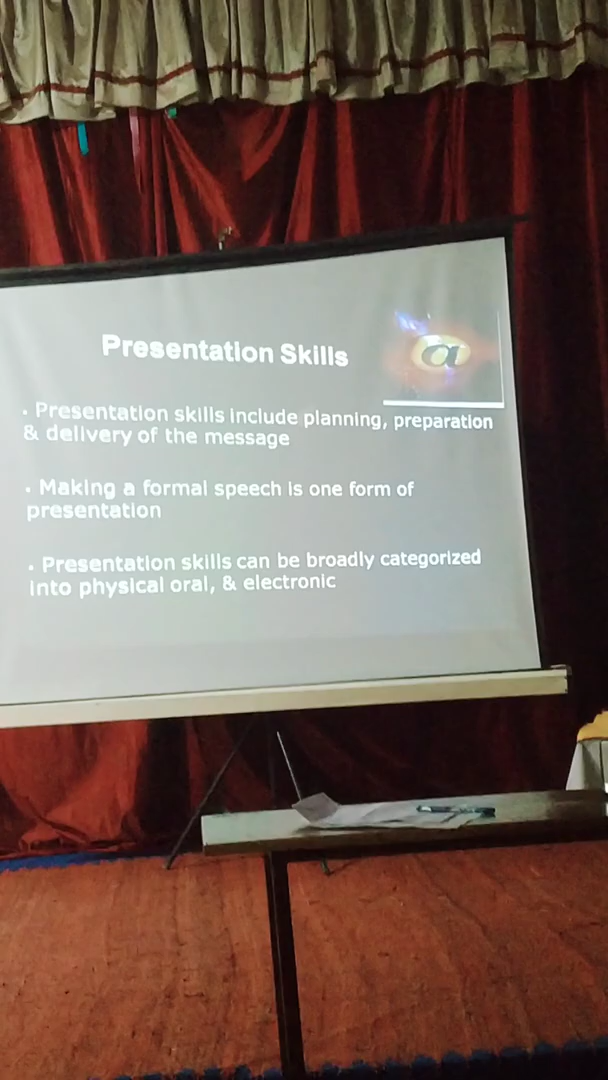 Presentation Skills
a
• Presentation skills include planning, preparation
& delivery of the message
• Making a formal speech is one form of
presentation
• Presentation skills can be broadly categorized
into physical oral, & electronic